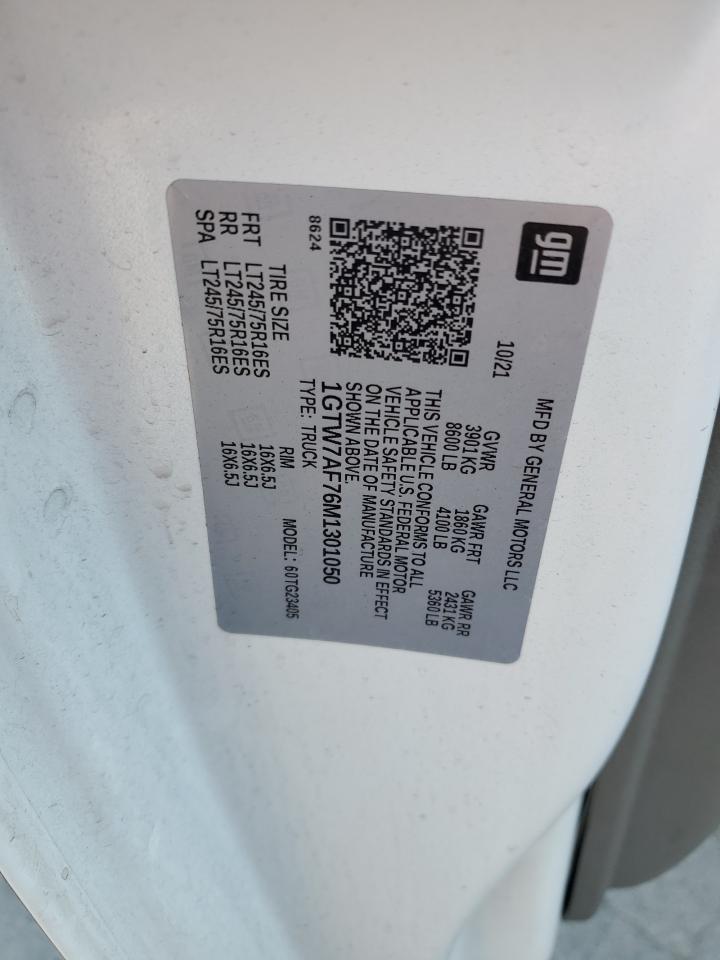 gm
MFD BY GENERAL MOTORS LLC
10/21
GVWR GAWR FRT GAWR RR
3901 KG 1860 KG 2431 KG
8600 LB 4100 LB 5360 LB
THIS VEHICLE CONFORMS TO ALL
APPLICABLE U.S. FEDERAL MOTOR
VEHICLE SAFETY STANDARDS IN EFFECT
ON THE DATE OF MANUFACTURE
SHOWN ABOVE.
1GTW7AF76M1301050
TYPE: TRUCK
8624
MODEL: 60TG23405
TIRE SIZE RIM
FRT LT245/75R16ES 16X6.5J
RR LT245/75R16ES 16X6.5J
SPA LT245/75R16ES 16X6.5J